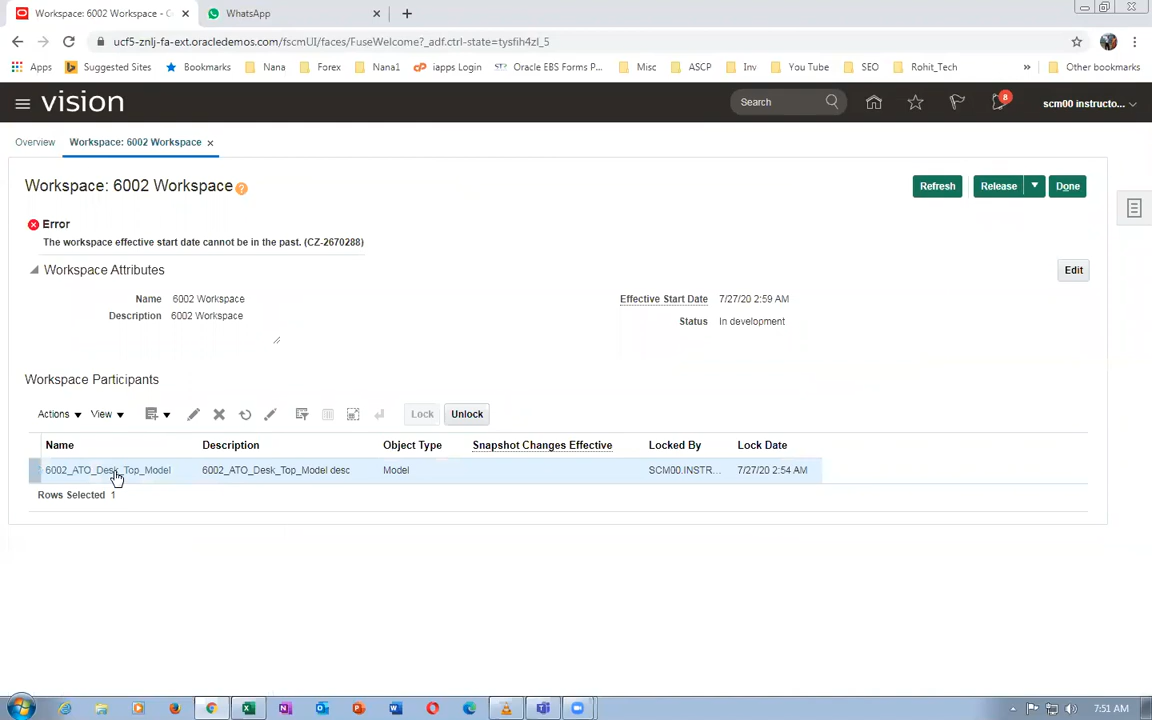 Workspace: 6002 Workspace - C
WhatsApp
ucf5-znlj-fa-ext.oracledemos.com/fscmUI/faces/FuseWelcome?_adf.ctrl-state=tysfih4zl_5
Apps
Suggested Sites
Bookmarks
Nana
Forex
Nana1
iapps Login
Oracle EBS Forms P...
Misc
ASCP
Inv
You Tube
SEO
Rohit_Tech
Other bookmarks
vision
Search
8
scm00 instructo...
Overview
Workspace: 6002 Workspace
Workspace: 6002 Workspace
Refresh
Release
Done
Error
The workspace effective start date cannot be in the past. (CZ-2670288)
Workspace Attributes
Edit
Name 6002 Workspace
Effective Start Date 7/27/20 2:59 AM
Description 6002 Workspace
Status In development
Workspace Participants
Actions View Lock Unlock
Name Description Object Type Snapshot Changes Effective Locked By Lock Date
6002_ATO_Desk_Top_Model 6002_ATO_Desk_Top_Model desc Model SCM00.INSTR... 7/27/20 2:54 AM
Rows Selected 1
7:51 AM